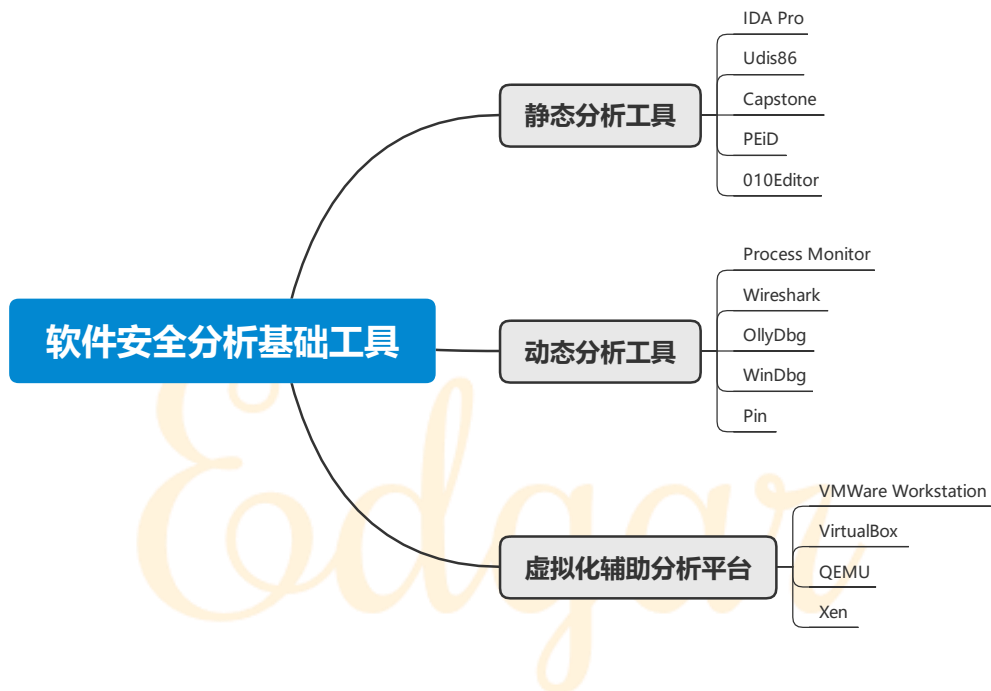 软件安全分析基础工具
静态分析工具
IDA Pro
Udis86
Capstone
PEiD
010Editor
动态分析工具
Process Monitor
Wireshark
OllyDbg
WinDbg
Pin
虚拟化辅助分析平台
VMWare Workstation
VirtualBox
QEMU
Xen
Edgar